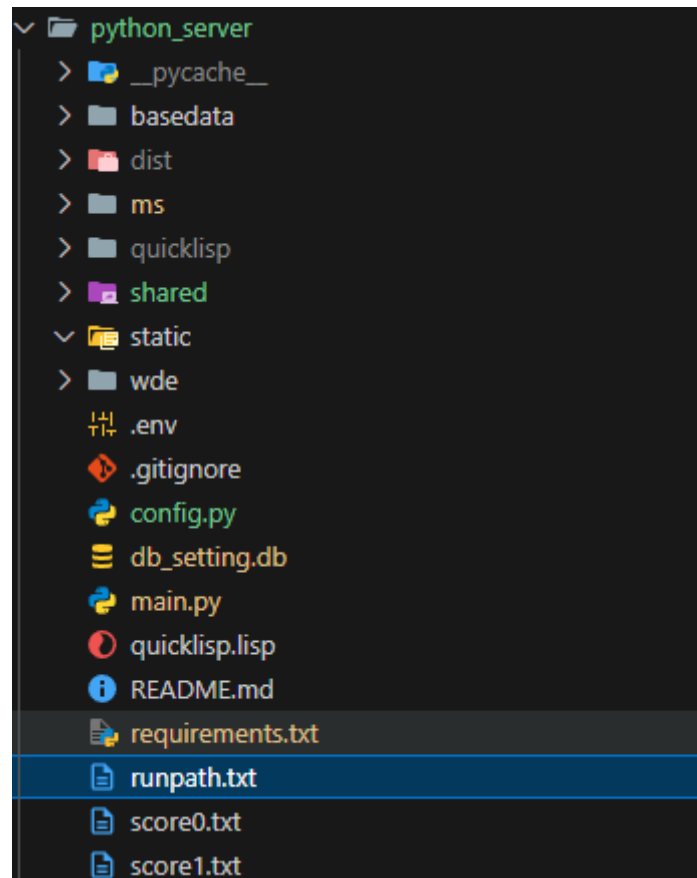 python_server
__pycache__
basedata
dist
ms
quicklisp
shared
static
wde
.env
.gitignore
config.py
db_setting.db
main.py
quicklisp.lisp
README.md
requirements.txt
runpath.txt
score0.txt
score1.txt